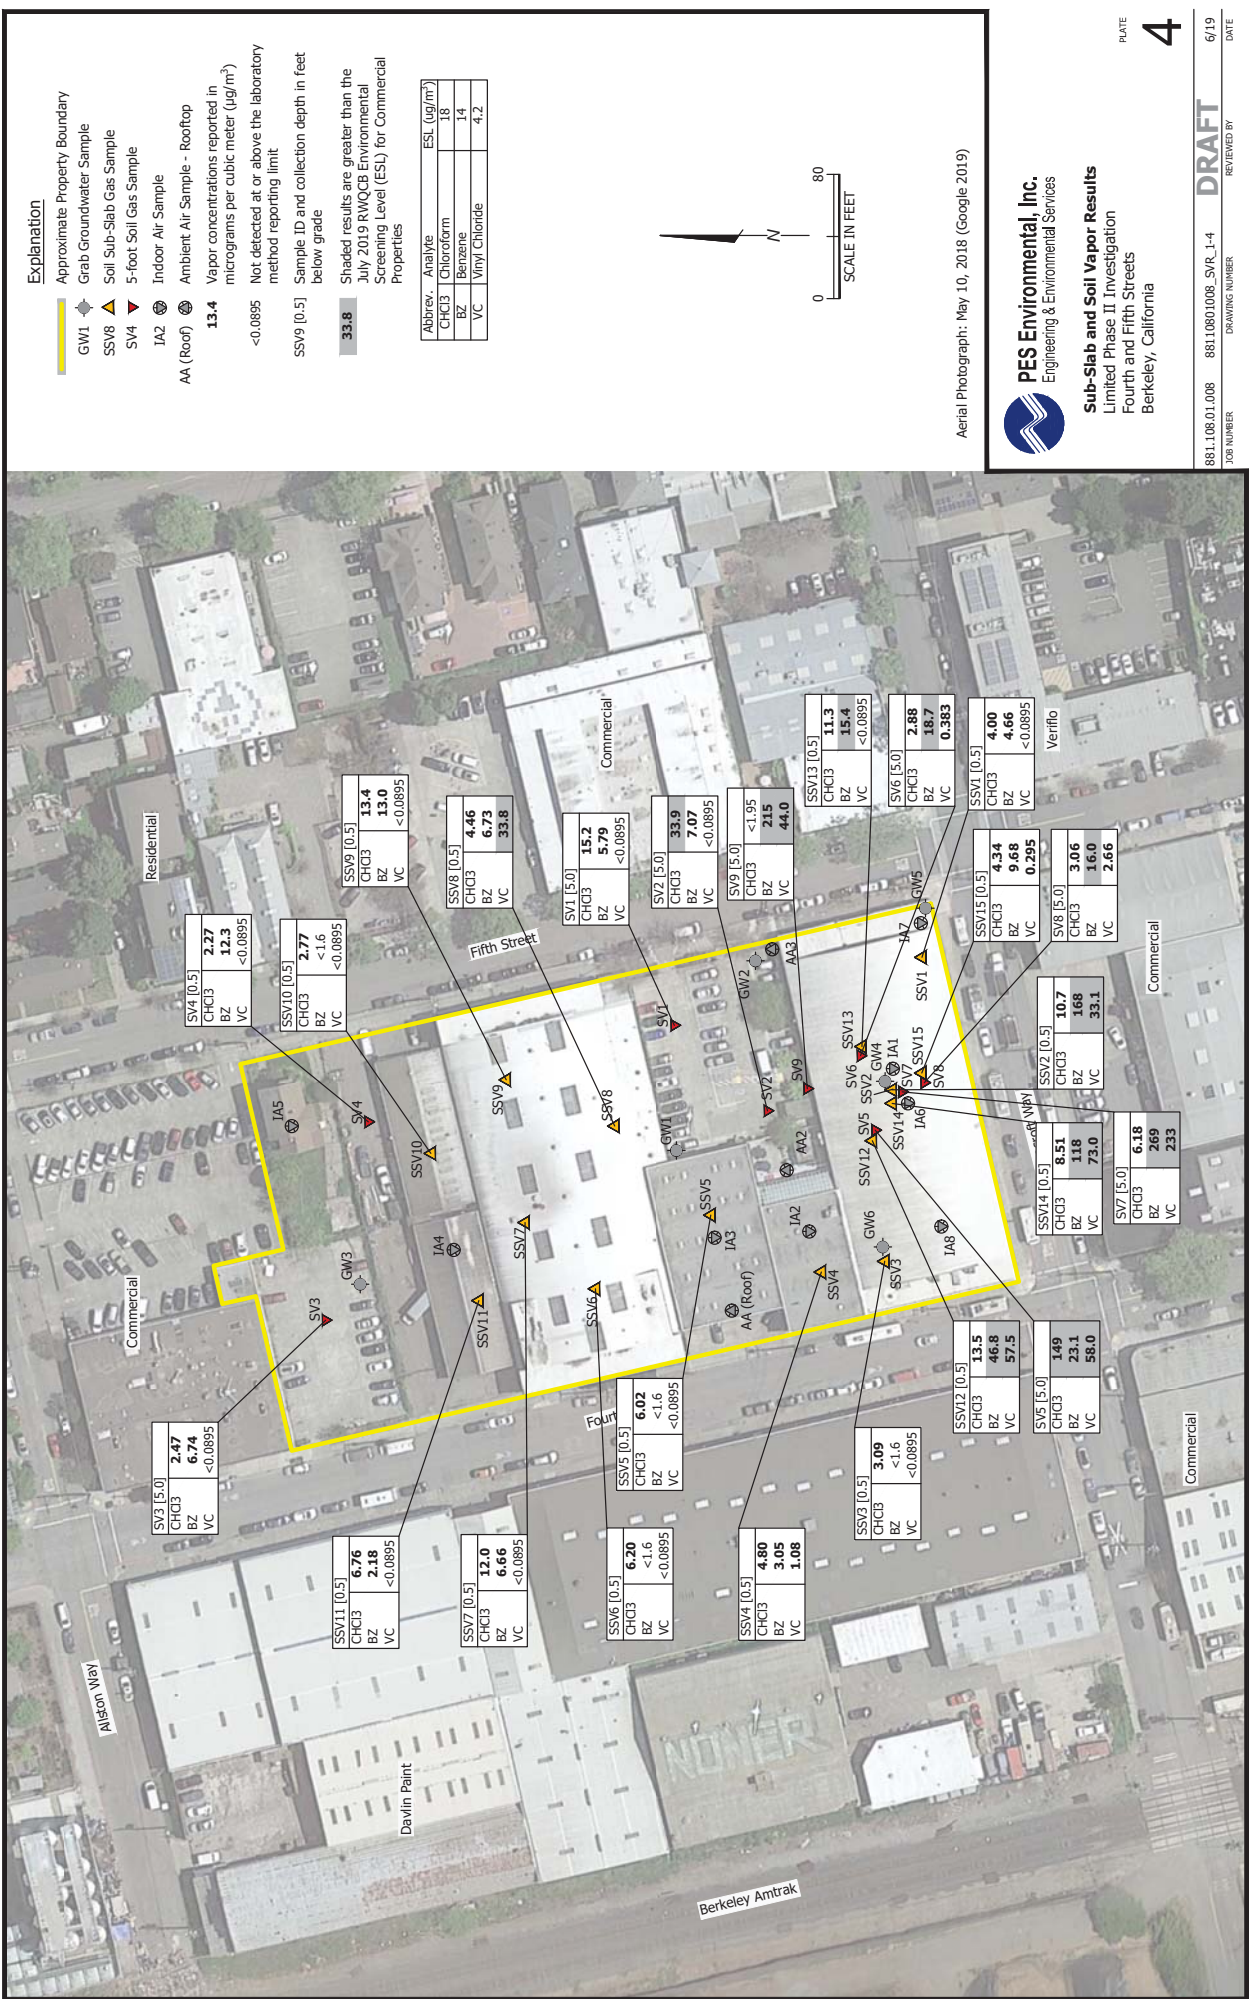 Explanation
Approximate Property Boundary
GW1 Grab Groundwater Sample
SSV8 Soil Sub-Slab Gas Sample
SV4 5-foot Soil Gas Sample
IA2 Indoor Air Sample
AA (Roof) Ambient Air Sample - Rooftop
13.4 Vapor concentrations reported in
micrograms per cubic meter (µg/m³)
<0.0895 Not detected at or above the laboratory
method reporting limit
SSV9 [0.5] Sample ID and collection depth in feet
below grade
33.8 Shaded results are greater than the
July 2019 RWQCB Environmental
Screening Level (ESL) for Commercial
Properties
Abbrev. Analyte ESL (ug/m³)
CHCl3 Chloroform 18
BZ Benzene 14
VC Vinyl Chloride 4.2
N
0 80
SCALE IN FEET
Aerial Photograph: May 10, 2018 (Google 2019)
PES Environmental, Inc.
Engineering & Environmental Services
Sub-Slab and Soil Vapor Results
Limited Phase II Investigation
Fourth and Fifth Streets
Berkeley, California
PLATE
4
881.108.01.008 88110801008_SVR_1-4 DRAFT 6/19
JOB NUMBER DRAWING NUMBER REVIEWED BY DATE
Allston Way
Davlin Paint
Berkeley Amtrak
Commercial
Residential
Commercial
Fifth Street
Fourt
Veriflo
Commercial
Commercial
roft Way
SV3 [5.0]
CHCl3 2.47
BZ 6.74
VC <0.0895
SSV11 [0.5]
CHCl3 6.76
BZ 2.18
VC <0.0895
SSV7 [0.5]
CHCl3 12.0
BZ 6.66
VC <0.0895
SSV6 [0.5]
CHCl3 6.20
BZ <1.6
VC <0.0895
SSV5 [0.5]
CHCl3 6.02
BZ <1.6
VC <0.0895
SSV4 [0.5]
CHCl3 4.80
BZ 3.05
VC 1.08
SSV3 [0.5]
CHCl3 3.09
BZ <1.6
VC <0.0895
SSV12 [0.5]
CHCl3 13.5
BZ 46.8
VC 57.5
SV5 [5.0]
CHCl3 149
BZ 23.1
VC 58.0
SV4 [0.5]
CHCl3 2.27
BZ 12.3
VC <0.0895
SSV10 [0.5]
CHCl3 2.77
BZ <1.6
VC <0.0895
SSV9 [0.5]
CHCl3 13.4
BZ 13.0
VC <0.0895
SSV8 [0.5]
CHCl3 4.46
BZ 6.73
VC 33.8
SV1 [5.0]
CHCl3 15.2
BZ 5.79
VC <0.0895
SV2 [5.0]
CHCl3 33.9
BZ 7.07
VC <0.0895
SV9 [5.0]
CHCl3 <1.95
BZ 215
VC 44.0
SSV13 [0.5]
CHCl3 11.3
BZ 15.4
VC <0.0895
SV6 [5.0]
CHCl3 2.88
BZ 18.7
VC 0.383
SSV1 [0.5]
CHCl3 4.00
BZ 4.66
VC <0.0895
SSV15 [0.5]
CHCl3 4.34
BZ 9.68
VC 0.295
SV8 [5.0]
CHCl3 3.06
BZ 16.0
VC 2.66
SSV2 [0.5]
CHCl3 10.7
BZ 168
VC 33.1
SSV14 [0.5]
CHCl3 8.51
BZ 118
VC 73.0
SV7 [5.0]
CHCl3 6.18
BZ 269
VC 233
SV3
GW3
IA5
SV4
SSV10
IA4
SSV11
SSV9
SSV7
SSV8
SSV6
SV1
GW1
SSV5
IA3
AA (Roof)
GW2
AA3
SV2
SV9
AA2
IA2
SSV4
SSV13
SV6
GW4
SSV2
IA1
SV7
SSV15
SV8
SV5
SSV12
SSV14
IA6
GW6
SSV3
IA8
SSV1
IA7
GW5
NONIER